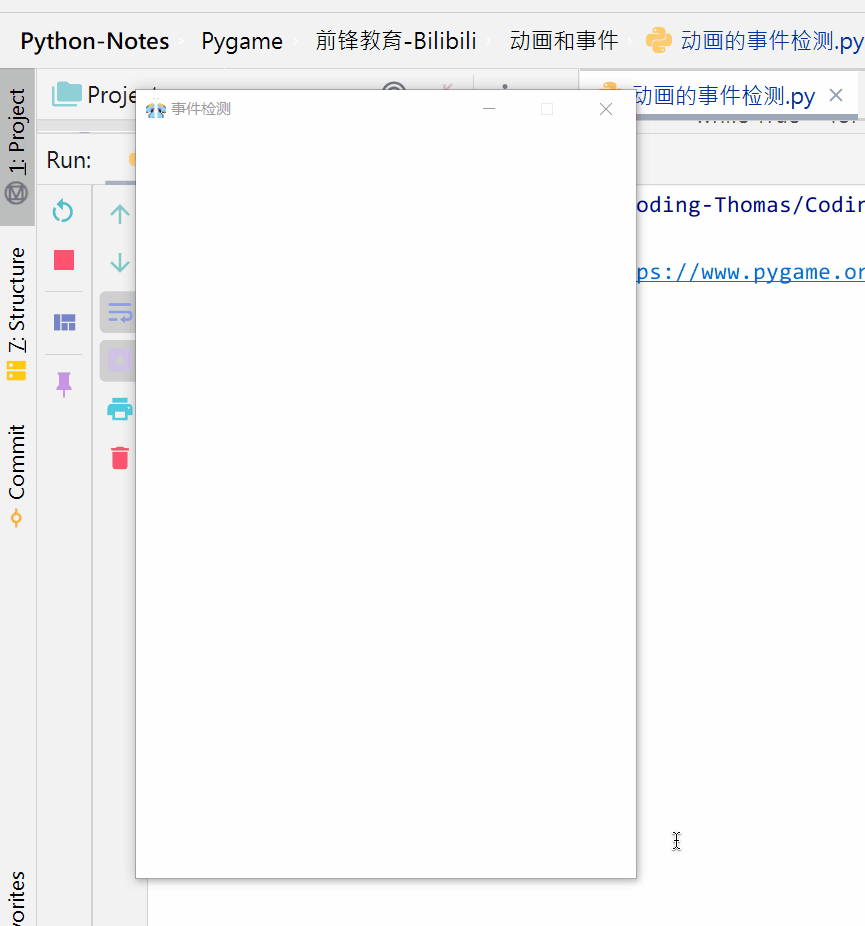 Python-Notes Pygame 前锋教育-Bilibili 动画和事件 动画的事件检测.py
1: Project
Proje
动画的事件检测.py
事件检测
Run:
oding-Thomas/Codin
ps://www.pygame.or
7: Structure
Commit
vorites